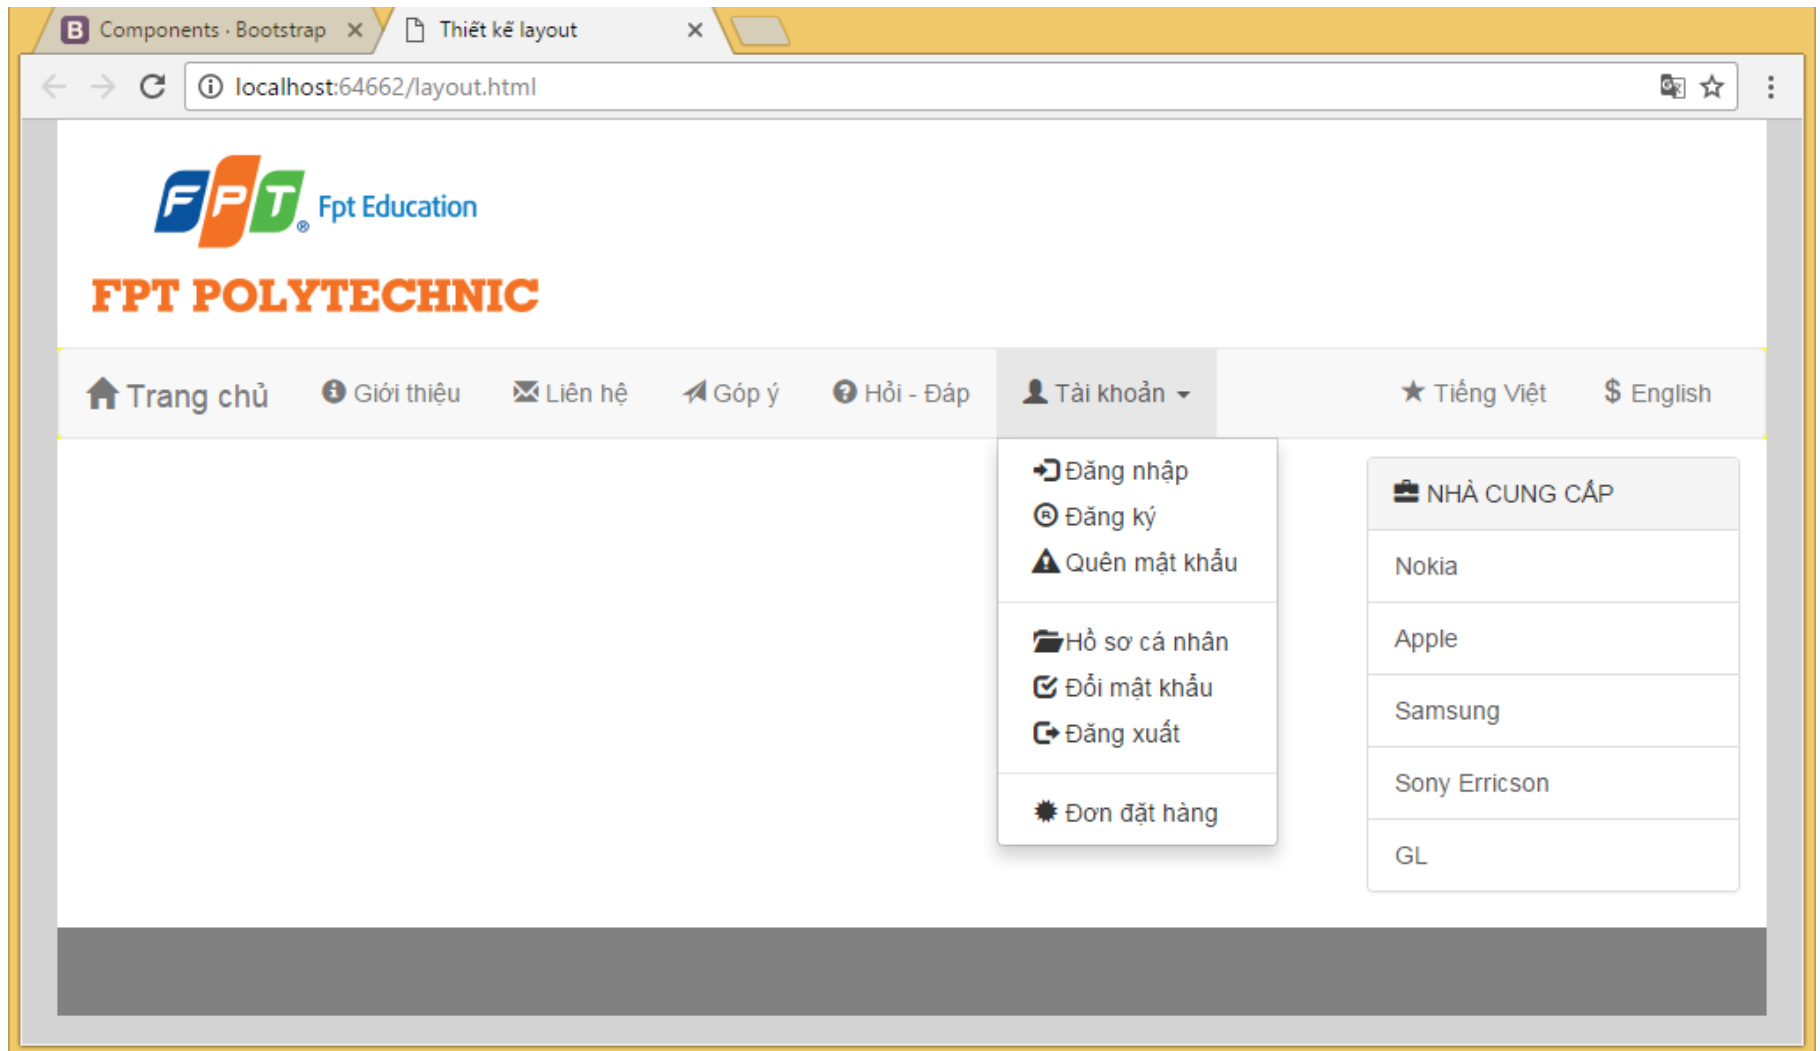 Components · Bootstrap
Thiết kế layout
localhost:64662/layout.html
FPT® Fpt Education
FPT POLYTECHNIC
Trang chủ Giới thiệu Liên hệ Góp ý Hỏi - Đáp Tài khoản Tiếng Việt $ English
Đăng nhập
Đăng ký
Quên mật khẩu
Hồ sơ cá nhân
Đổi mật khẩu
Đăng xuất
Đơn đặt hàng
NHÀ CUNG CẤP
Nokia
Apple
Samsung
Sony Erricson
GL